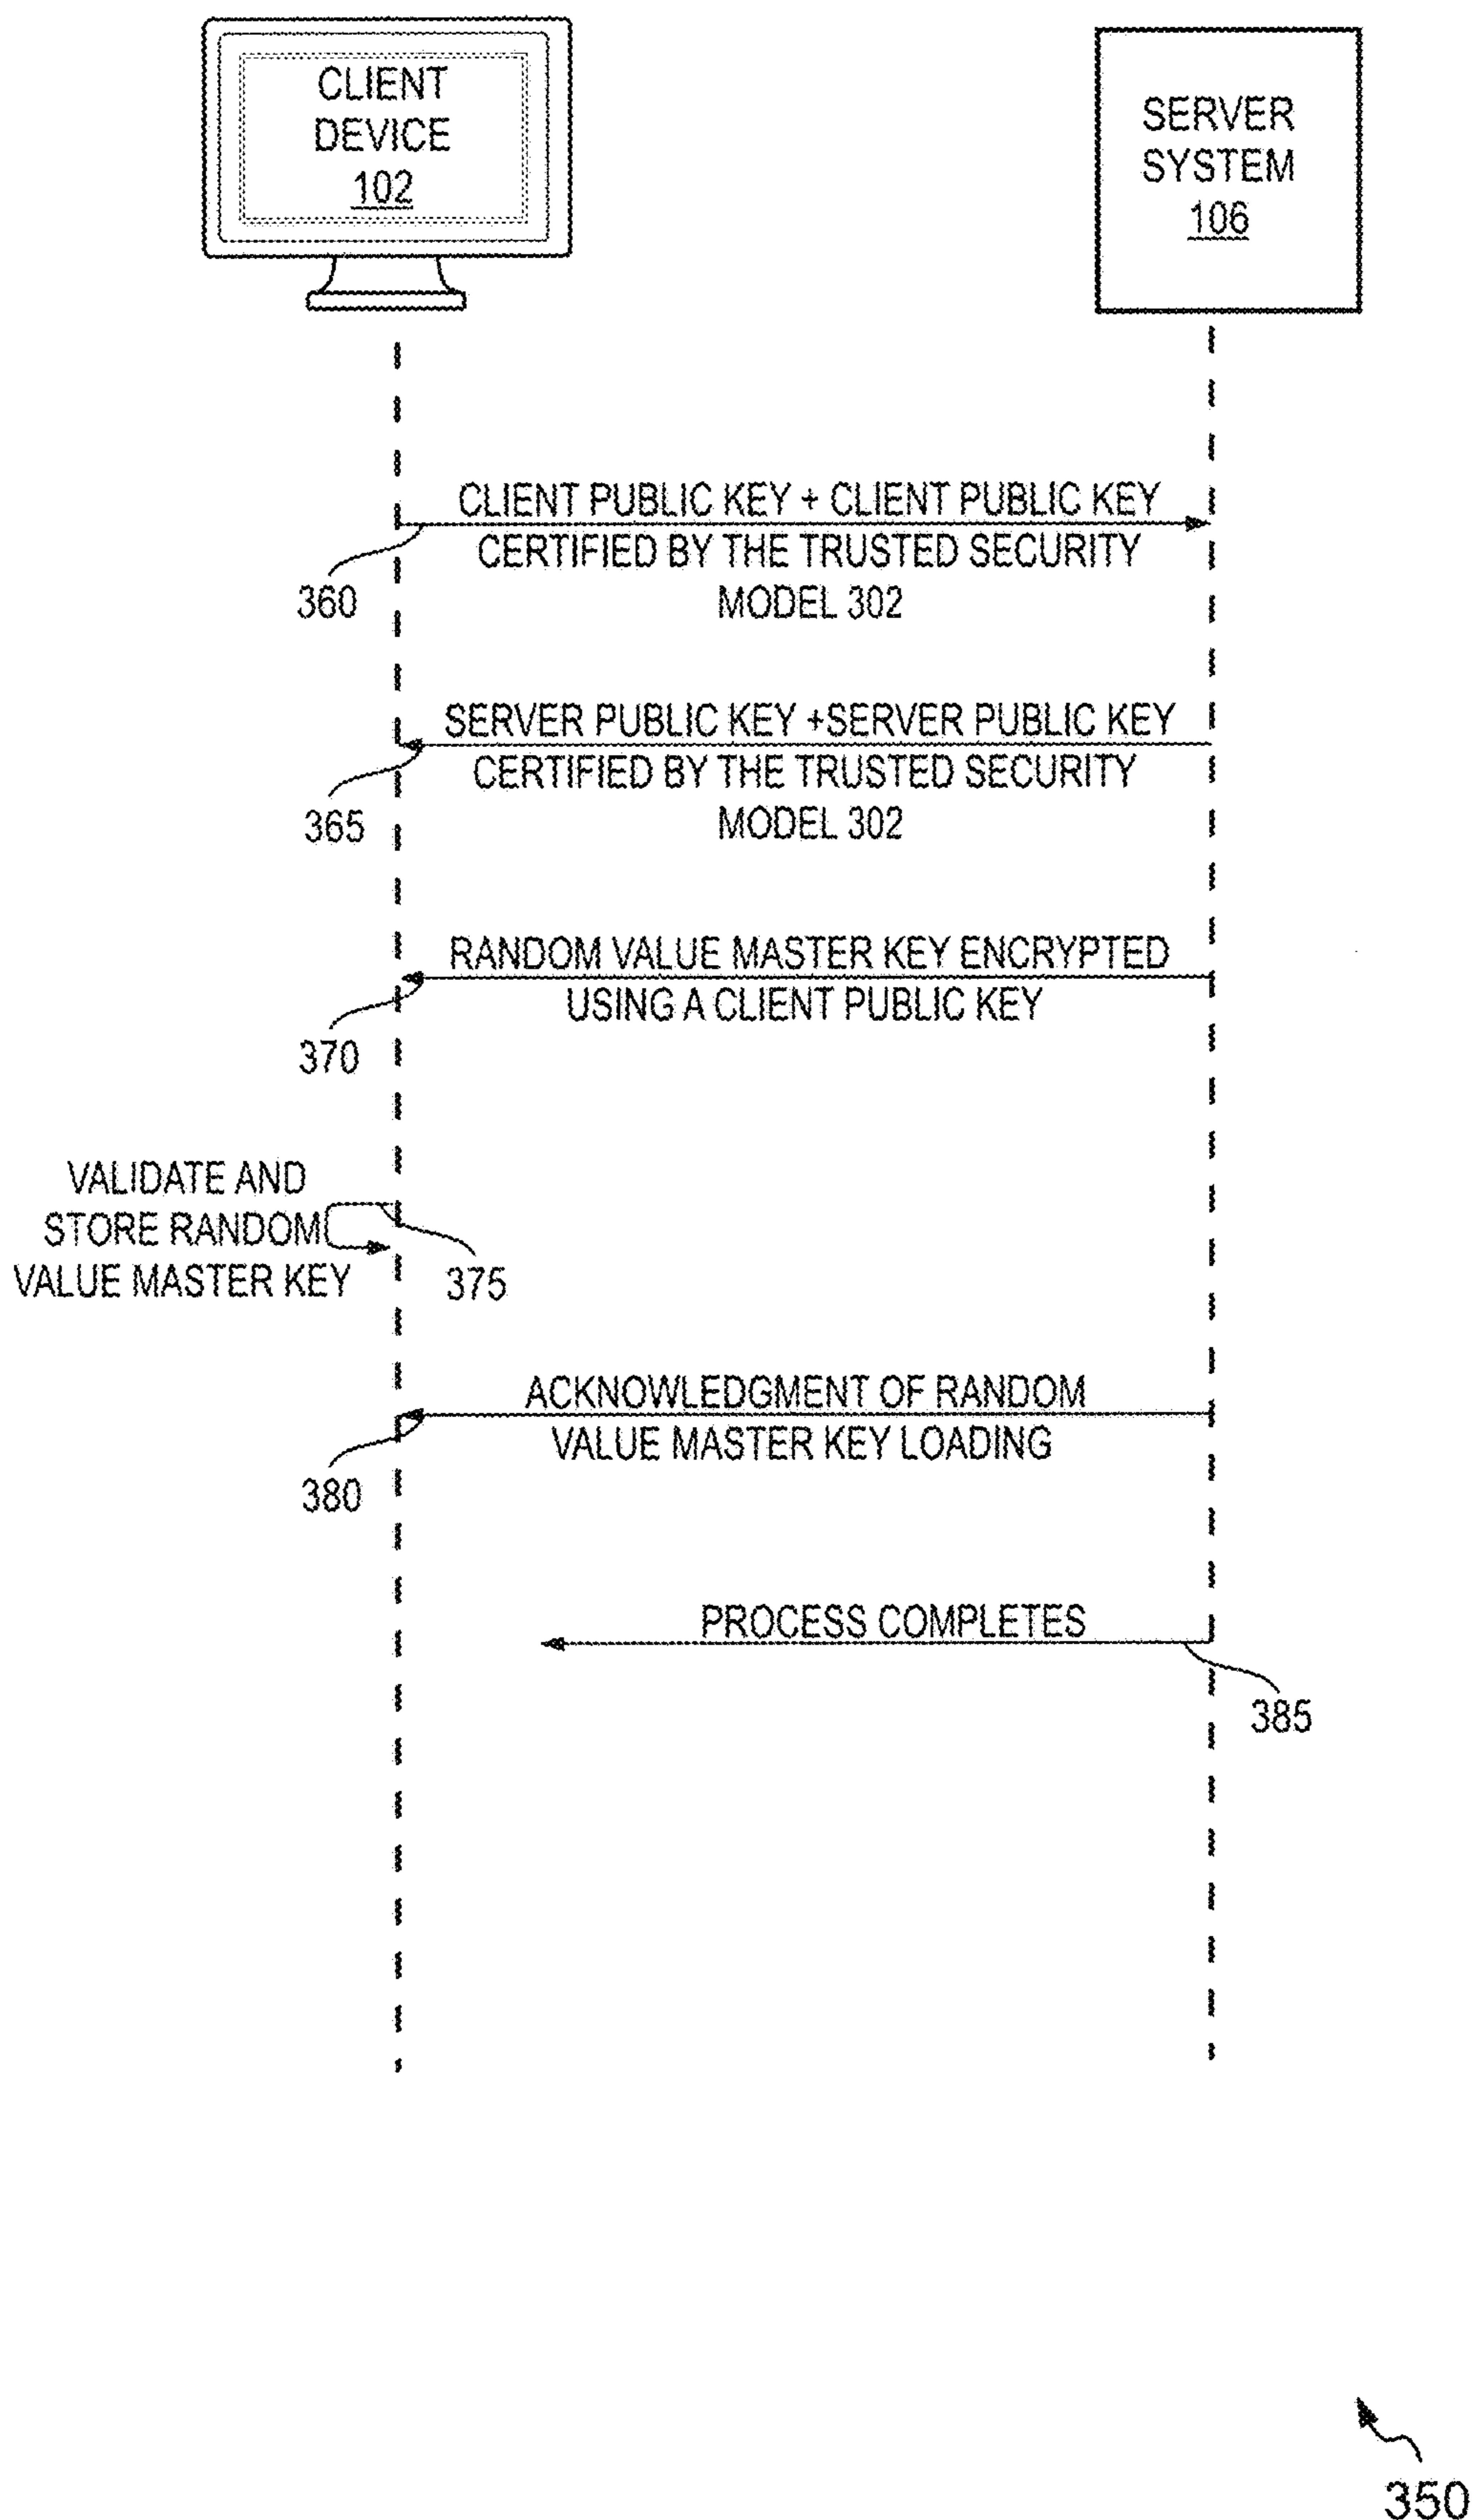 CLIENT
DEVICE
102
SERVER
SYSTEM
106
CLIENT PUBLIC KEY + CLIENT PUBLIC KEY
CERTIFIED BY THE TRUSTED SECURITY
MODEL 302
360
SERVER PUBLIC KEY +SERVER PUBLIC KEY
CERTIFIED BY THE TRUSTED SECURITY
MODEL 302
365
RANDOM VALUE MASTER KEY ENCRYPTED
USING A CLIENT PUBLIC KEY
370
VALIDATE AND
STORE RANDOM
VALUE MASTER KEY
375
ACKNOWLEDGMENT OF RANDOM
VALUE MASTER KEY LOADING
380
PROCESS COMPLETES
385
350